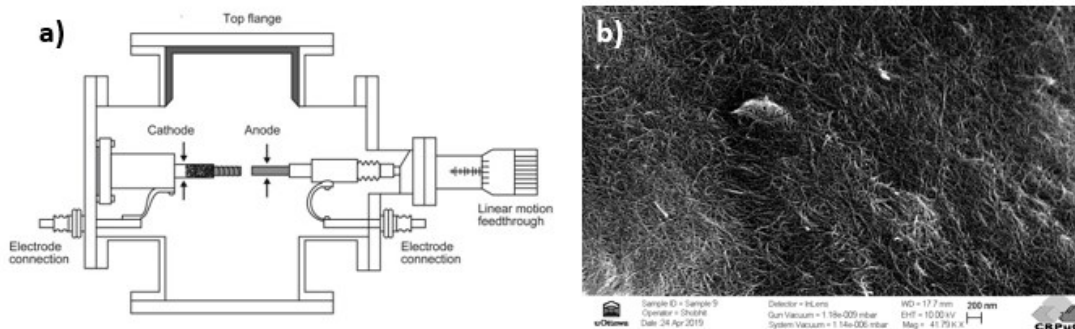 a)
Top flange
Cathode
Anode
Electrode
connection
Electrode
connection
Linear motion
feedthrough
b)
uOttawa
Sample ID = Sample 9
Operator = Shobhit
Date 24 Apr 2019
Detector = InLens
Gun Vacuum = 1.18e-009 mbar
System Vacuum = 1.14e-006 mbar
WD = 17.7 mm
EHT = 10.00 kV
Mag = 41.79 KX
200 nm